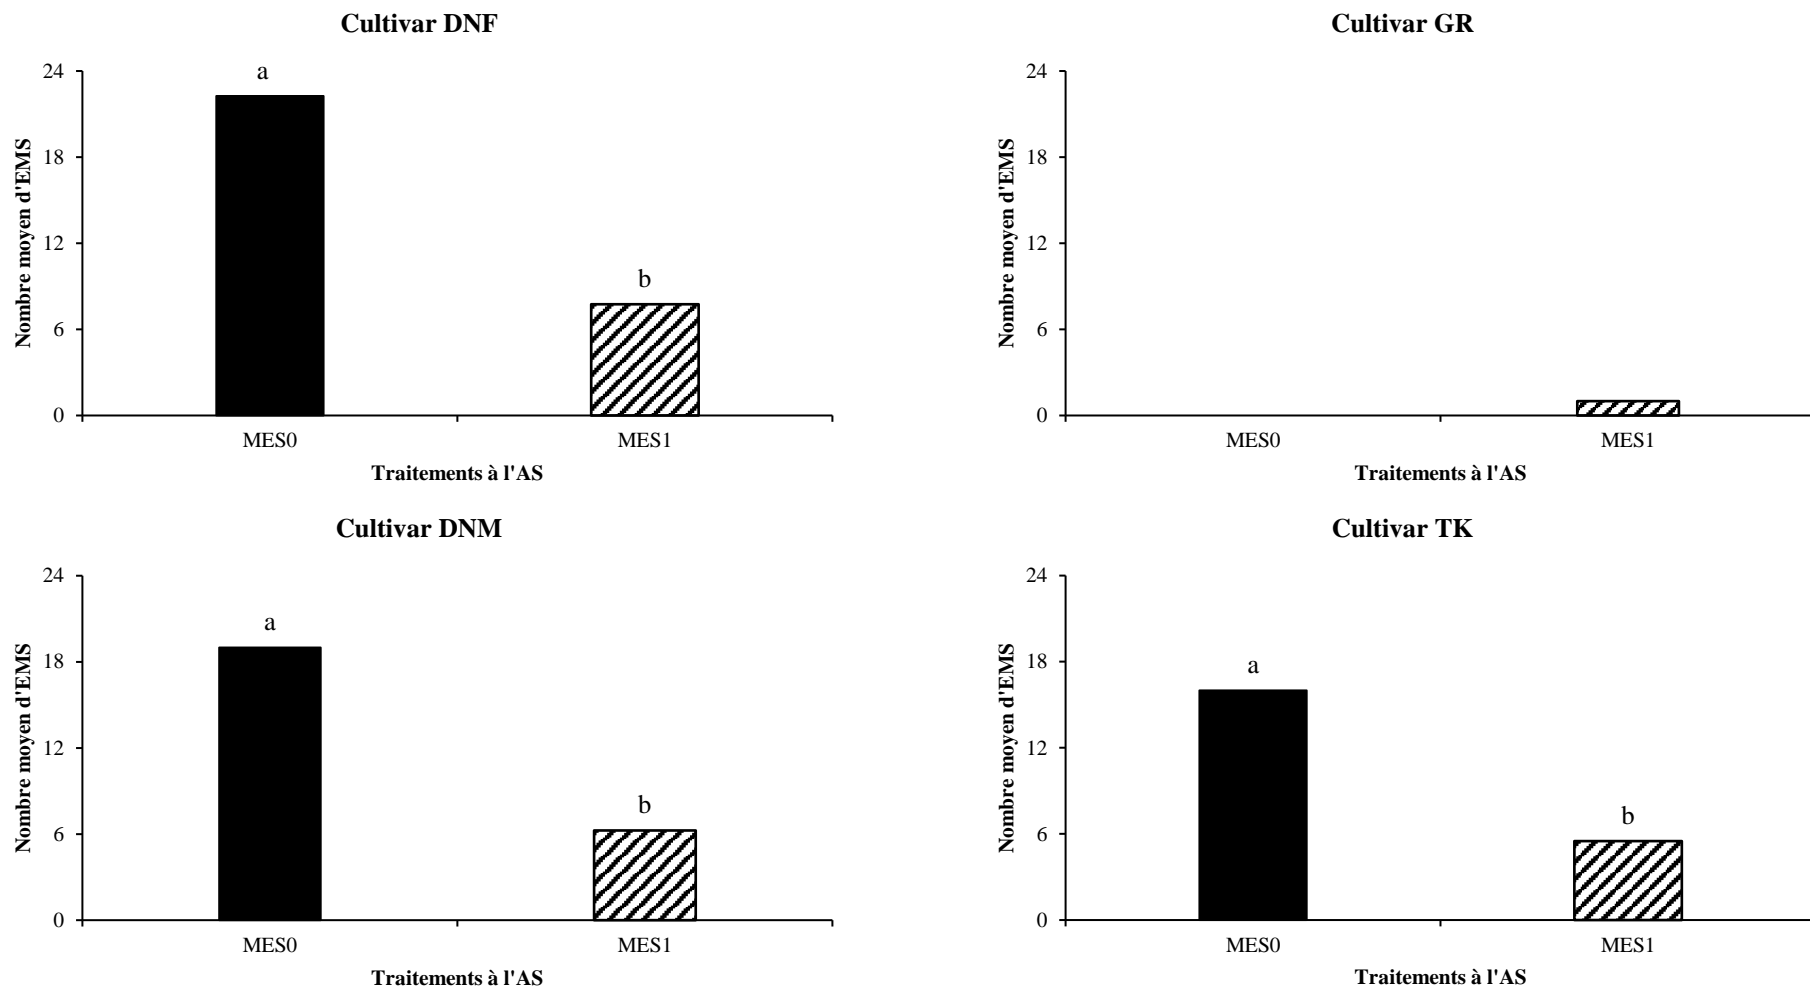 Cultivar DNF
24
18
12
6
0
a
b
Nombre moyen d'EMS
MES0
MES1
Traitements à l'AS
Cultivar GR
24
18
12
6
0
Nombre moyen d'EMS
MES0
MES1
Traitements à l'AS
Cultivar DNM
24
18
12
6
0
a
b
Nombre moyen d'EMS
MES0
MES1
Traitements à l'AS
Cultivar TK
24
18
12
6
0
a
b
Nombre moyen d'EMS
MES0
MES1
Traitements à l'AS